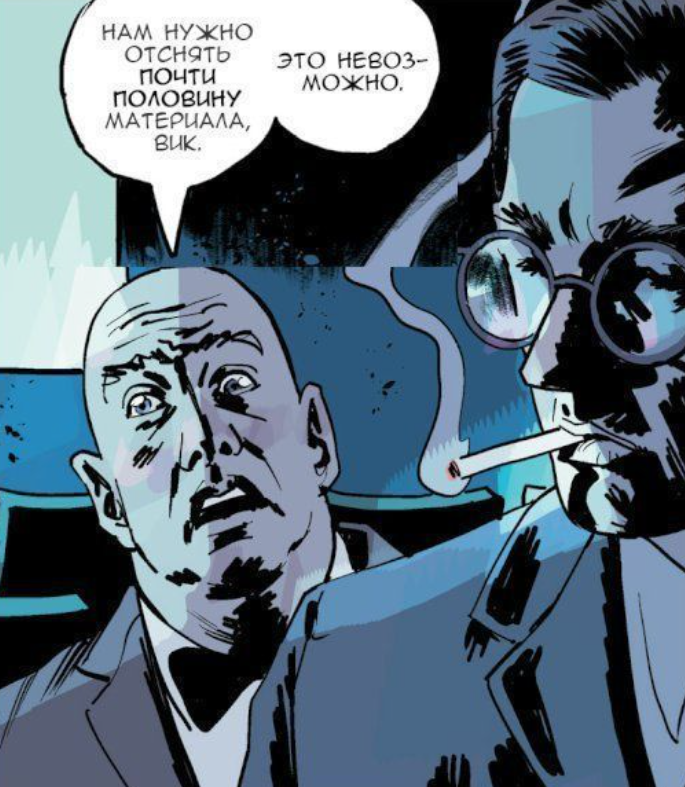 НАМ НУЖНО
ОТСНЯТЬ
ПОЧТИ
ПОЛОВИНУ
МАТЕРИАЛА,
ВИК.
ЭТО НЕВОЗ-
МОЖНО.